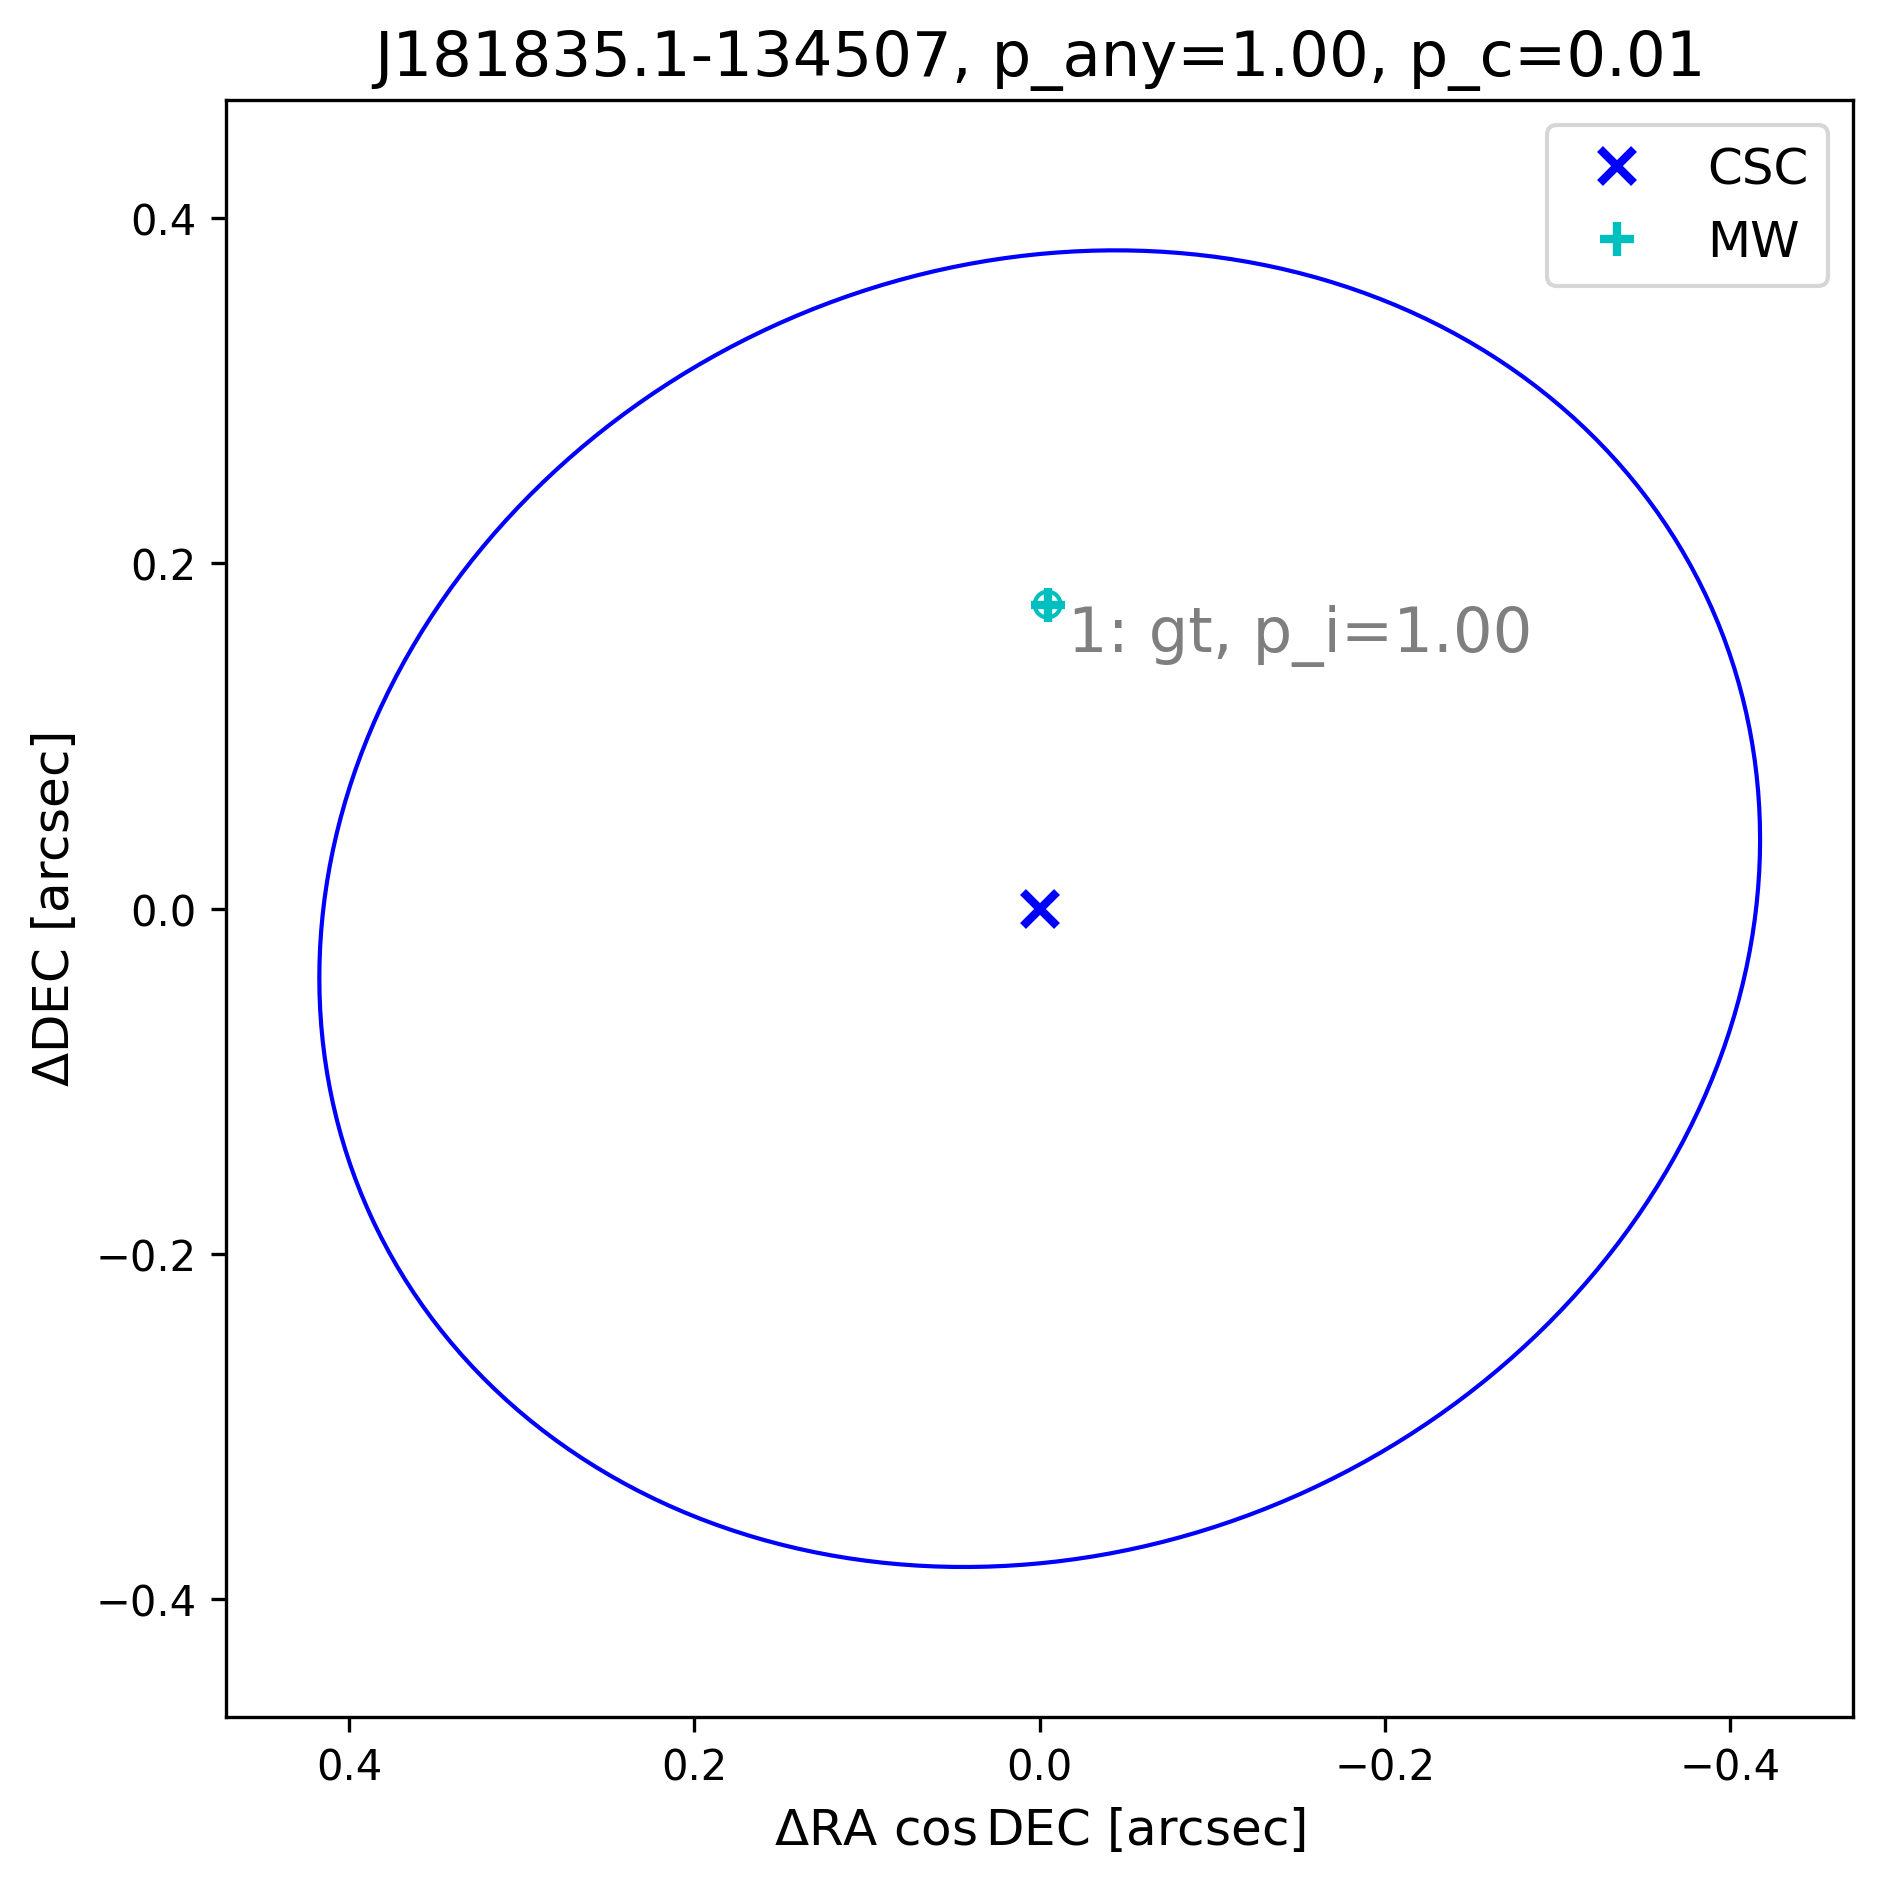 J181835.1-134507, p_any=1.00, p_c=0.01
CSC
MW
0.4
0.2
0.0
−0.2
−0.4
1: gt, p_i=1.00
ΔDEC [arcsec]
0.4 0.2 0.0 −0.2 −0.4
ΔRA cos DEC [arcsec]